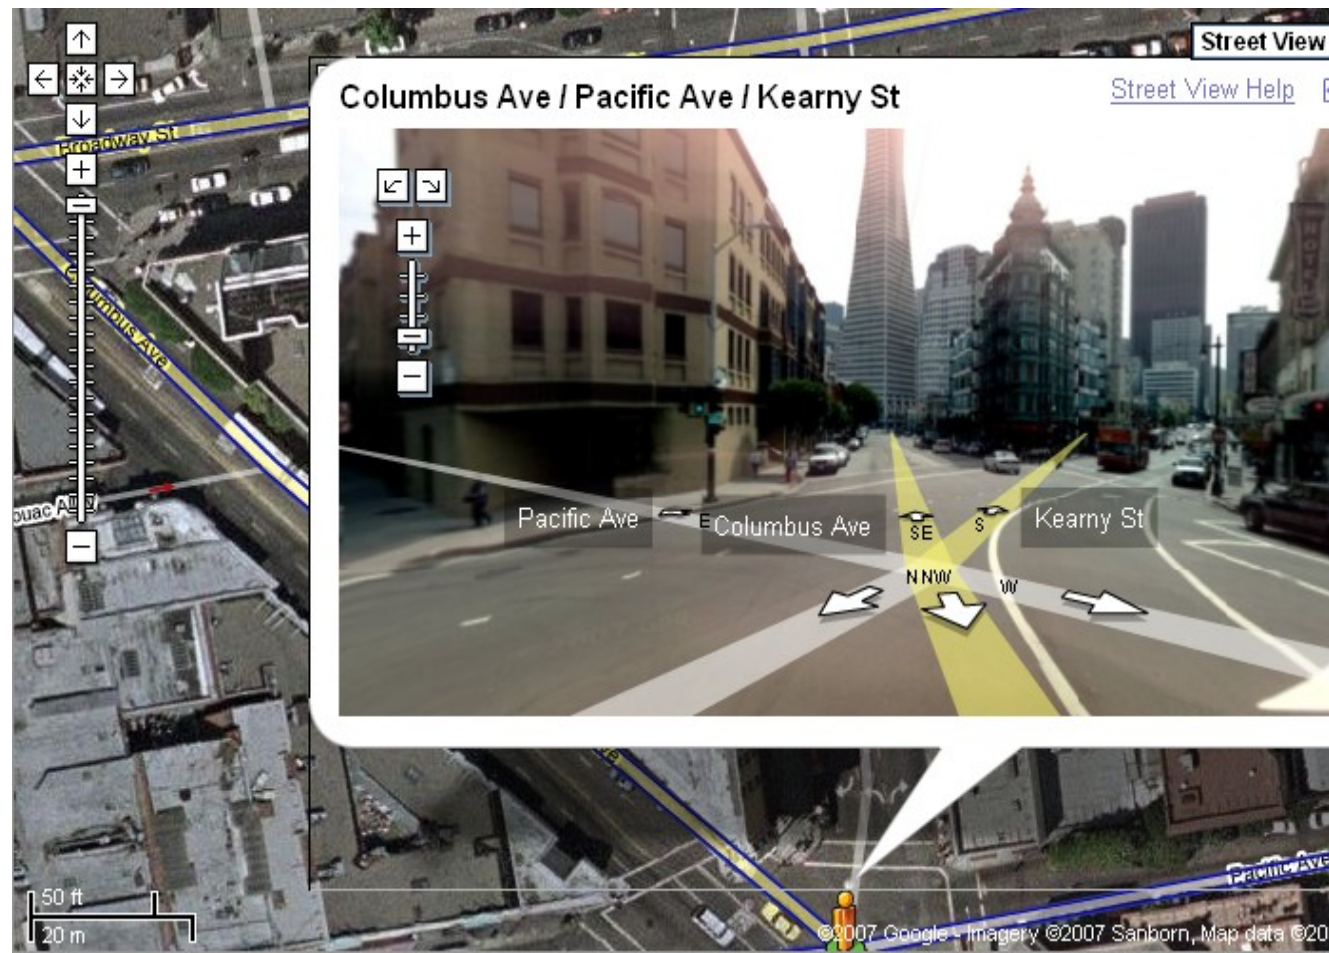 Street View
Columbus Ave / Pacific Ave / Kearny St
Street View Help
Broadway St
Columbus Ave
Pacific Ave
E
Columbus Ave
SE
S
Kearny St
N NW
W
Pacific Ave
50 ft
20 m
©2007 Google - Imagery ©2007 Sanborn, Map data ©20